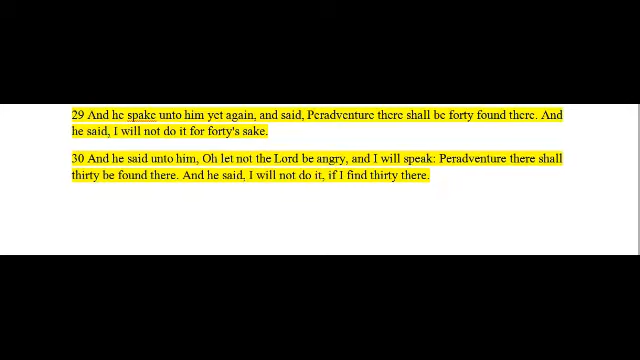 29 And he spake unto him yet again, and said, Peradventure there shall be forty found there. And
he said, I will not do it for forty's sake.
30 And he said unto him, Oh let not the Lord be angry, and I will speak: Peradventure there shall
thirty be found there. And he said, I will not do it, if I find thirty there.